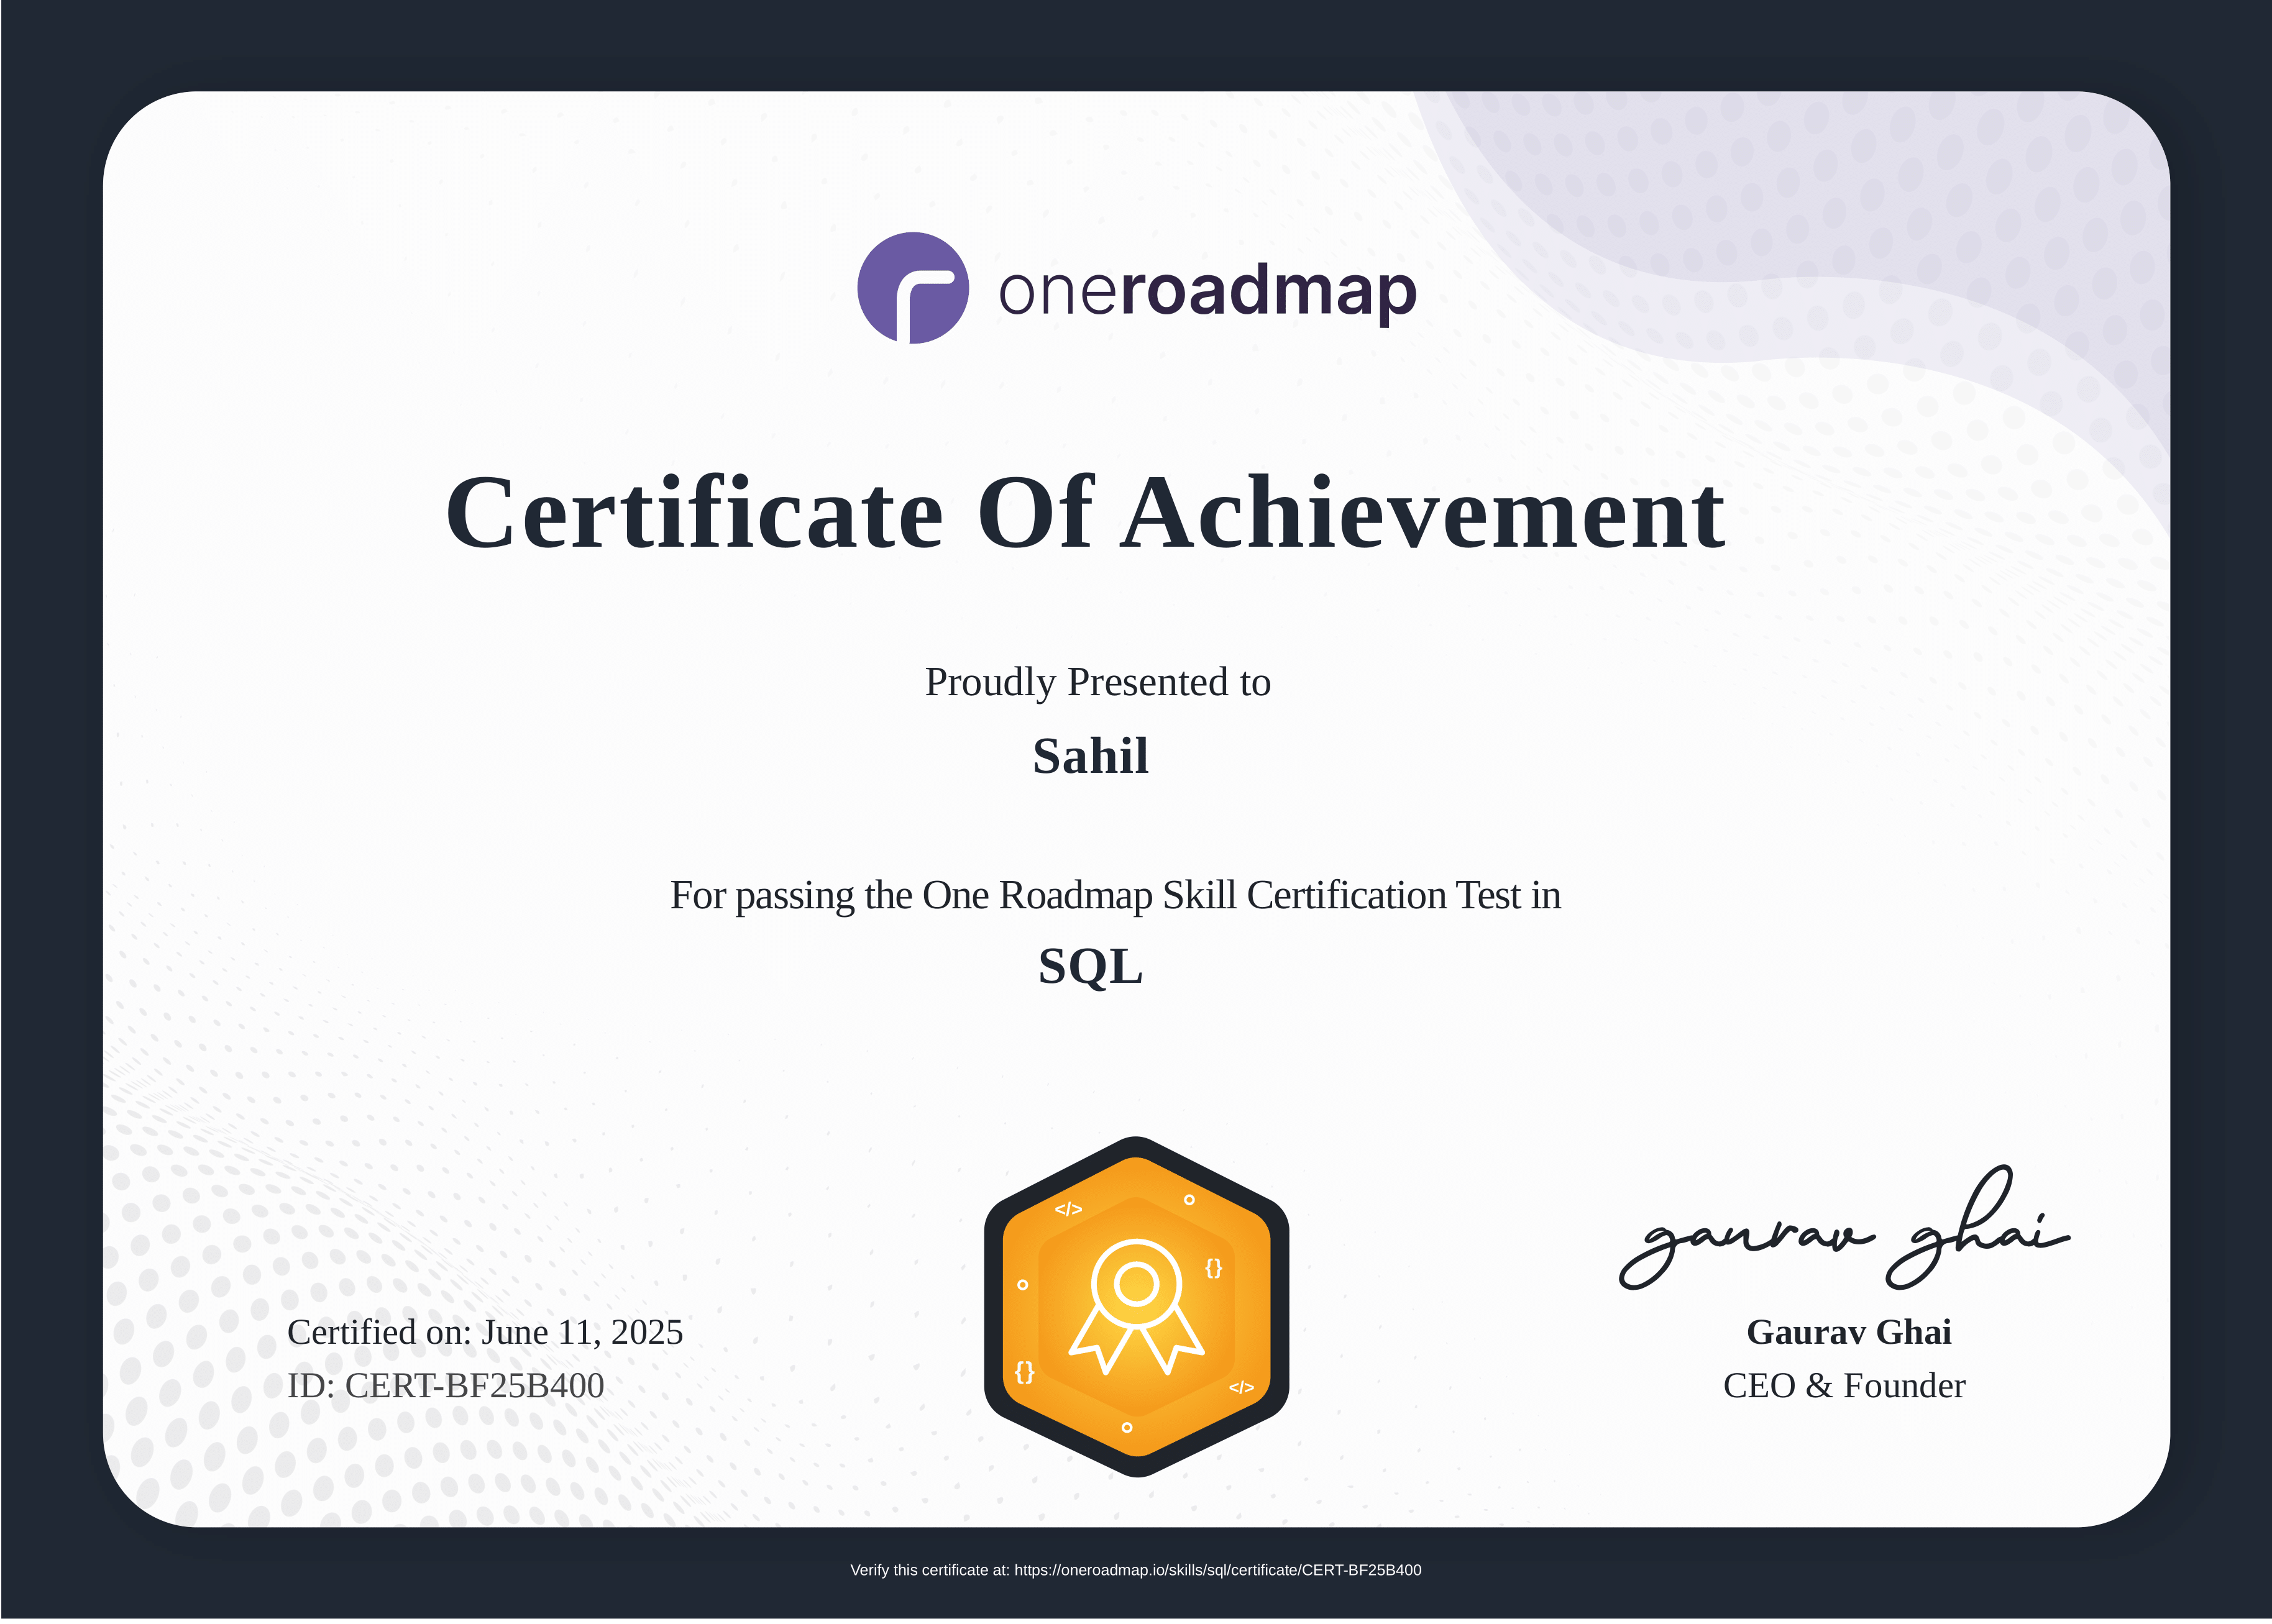 oneroadmap
Certificate Of Achievement
Proudly Presented to
Sahil
For passing the One Roadmap Skill Certification Test in
SQL
</>
{}
{}
</>
gaurav ghai
Certified on: June 11, 2025
ID: CERT-BF25B400
Gaurav Ghai
CEO & Founder
Verify this certificate at: https://oneroadmap.io/skills/sql/certificate/CERT-BF25B400